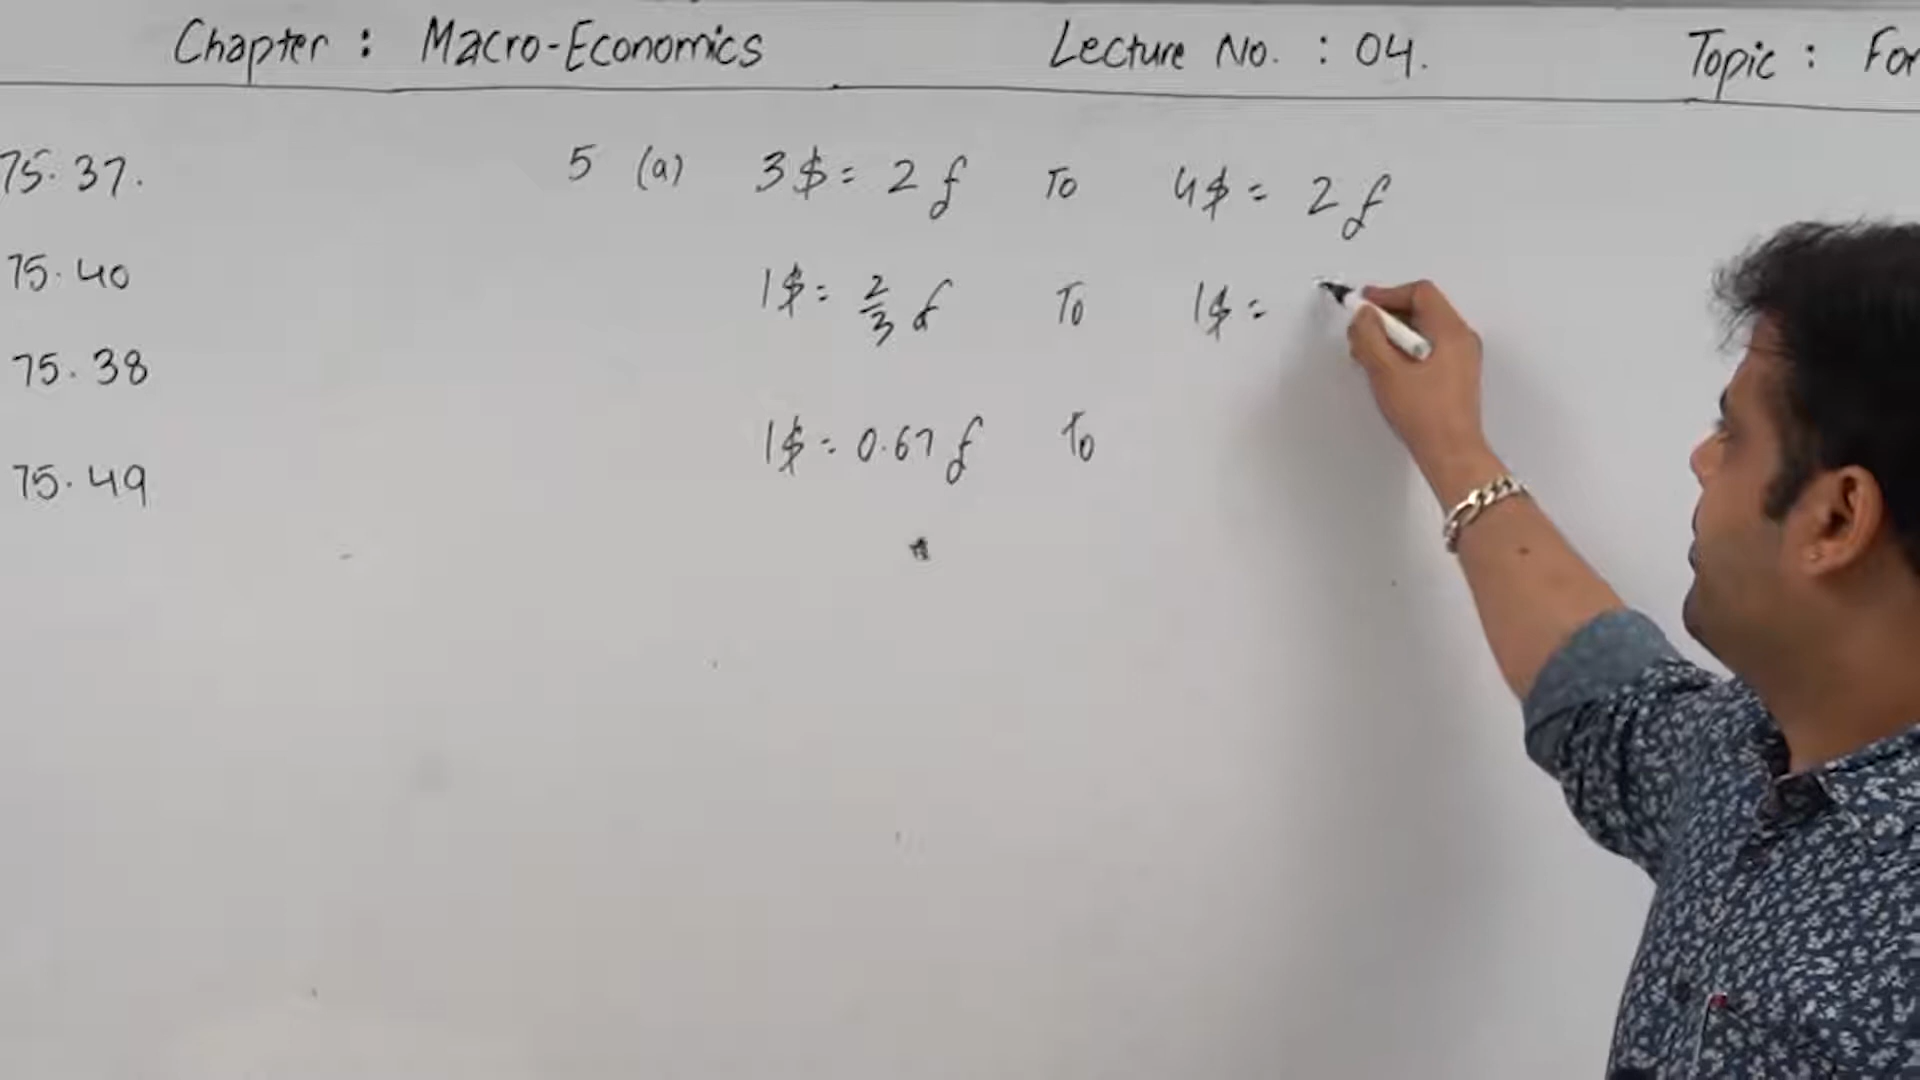 Chapter : Macro-Economics Lecture No. : 04. Topic : For
75.37.
75.40
75.38
75.49
5 (a) 3$ = 2 £ To 4$ = 2 £
1$ = 2/3 £ To 1$ =
1$ = 0.67 £ To